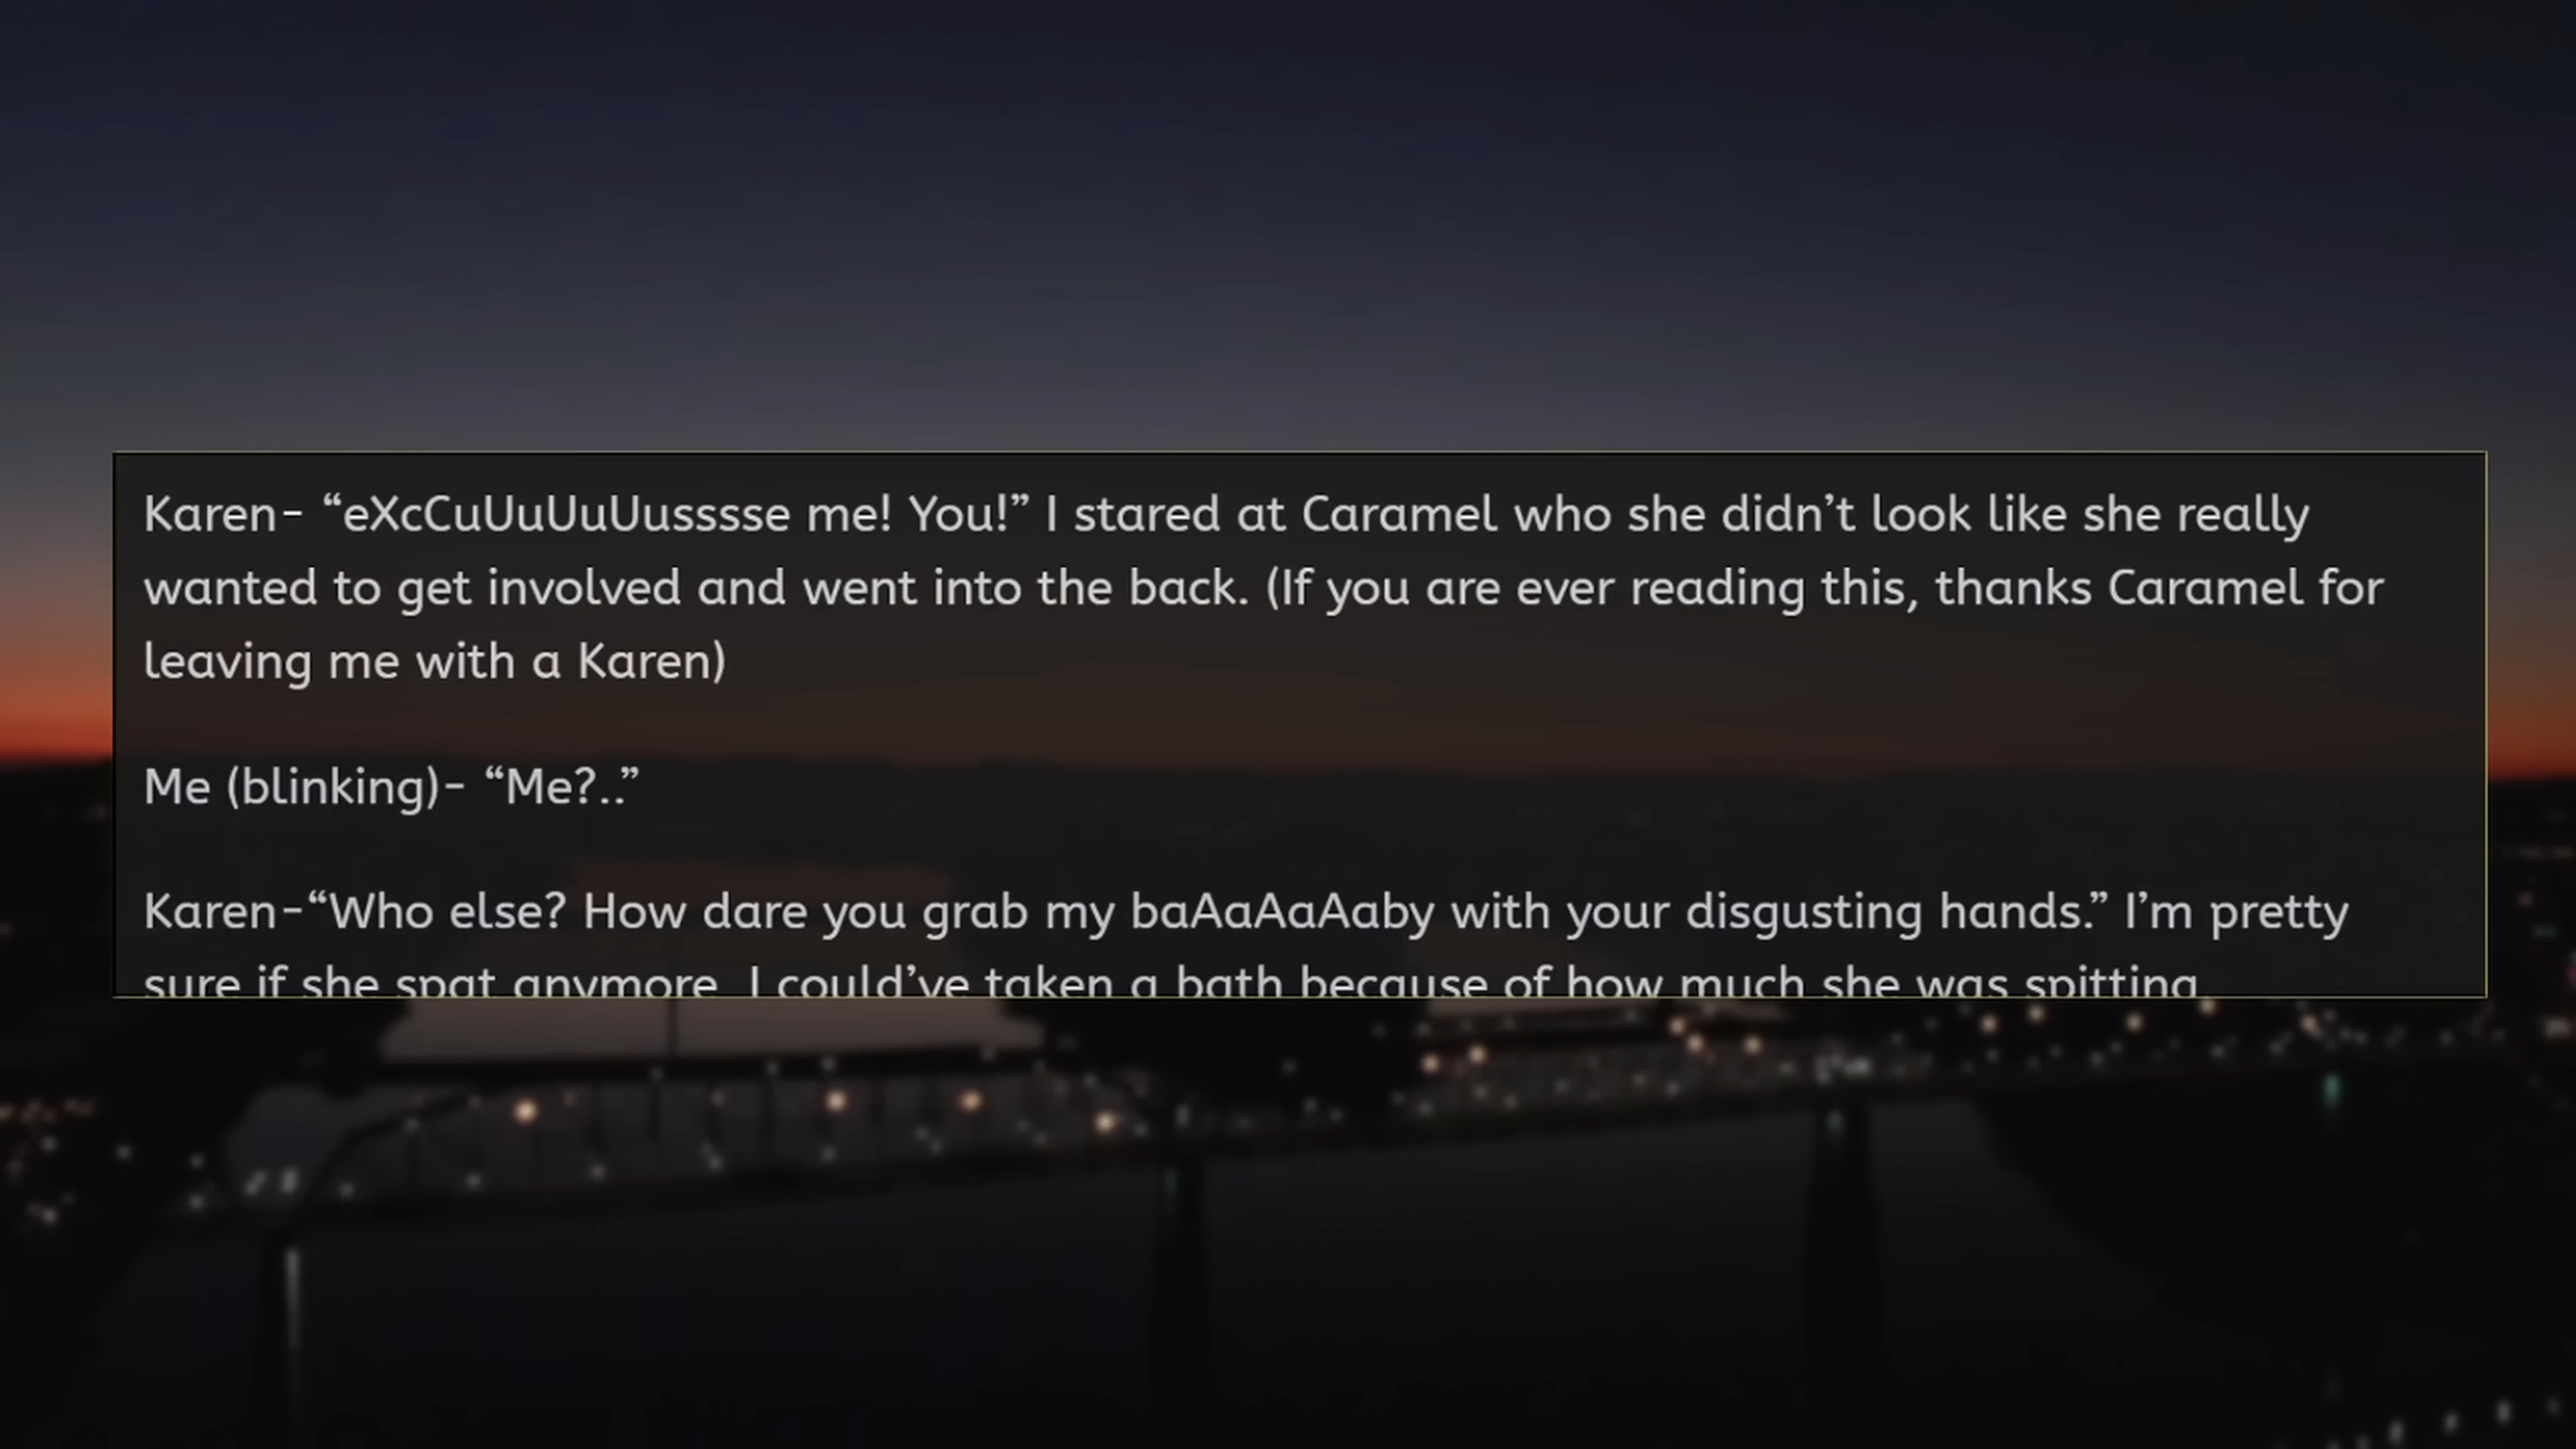 Karen- “eXcCuUuUuUusssse me! You!” I stared at Caramel who she didn’t look like she really
wanted to get involved and went into the back. (If you are ever reading this, thanks Caramel for
leaving me with a Karen)
Me (blinking)- “Me?..”
Karen-“Who else? How dare you grab my baAaAaAaby with your disgusting hands.” I’m pretty
sure if she spat anymore, I could’ve taken a bath because of how much she was spitting